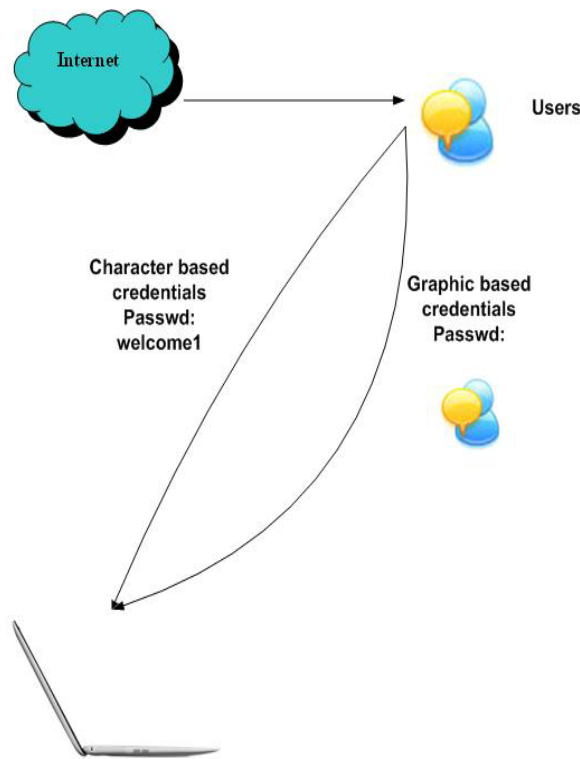 Internet
Users
Character based
credentials
Passwd:
welcome1
Graphic based
credentials
Passwd: